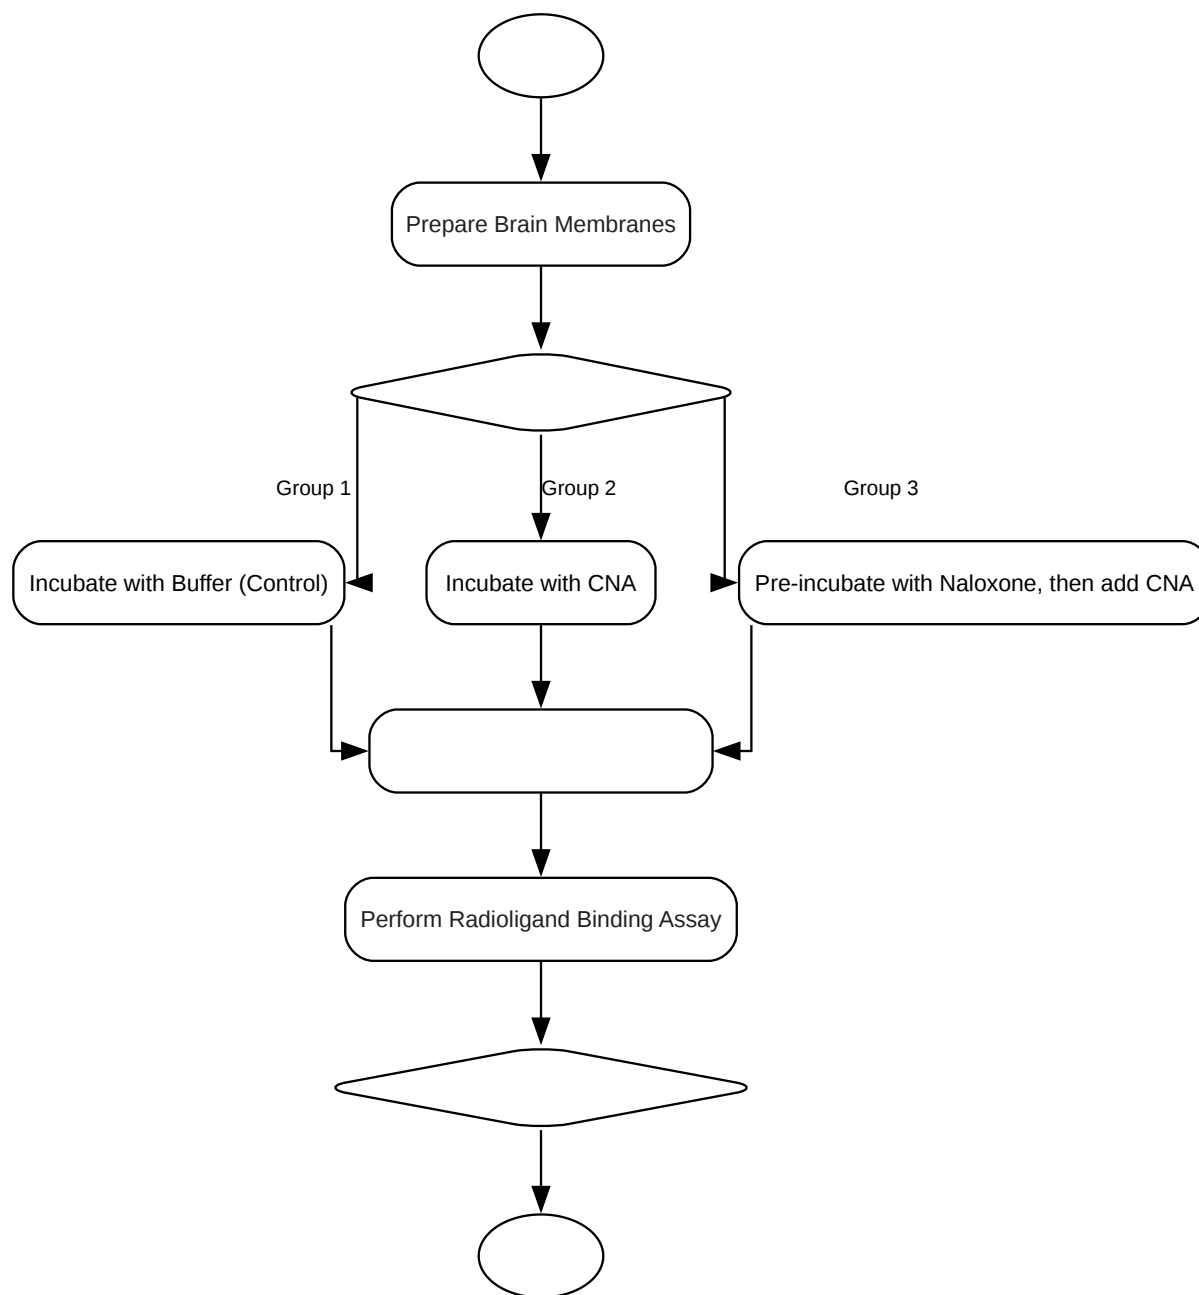 Prepare Brain Membranes
Group 1
Group 2
Group 3
Incubate with Buffer (Control)
Incubate with CNA
Pre-incubate with Naloxone, then add CNA
Perform Radioligand Binding Assay